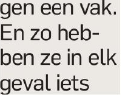 gen een vak.
En zo heb-
ben ze in elk
geval iets